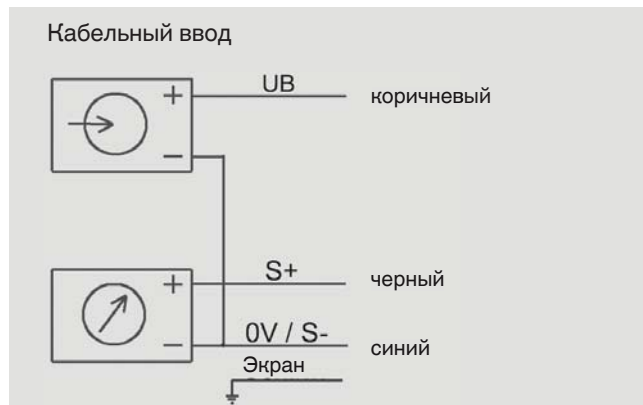 Кабельный ввод
+ UB коричневый
−
+ S+ черный
− 0V / S- синий
Экран